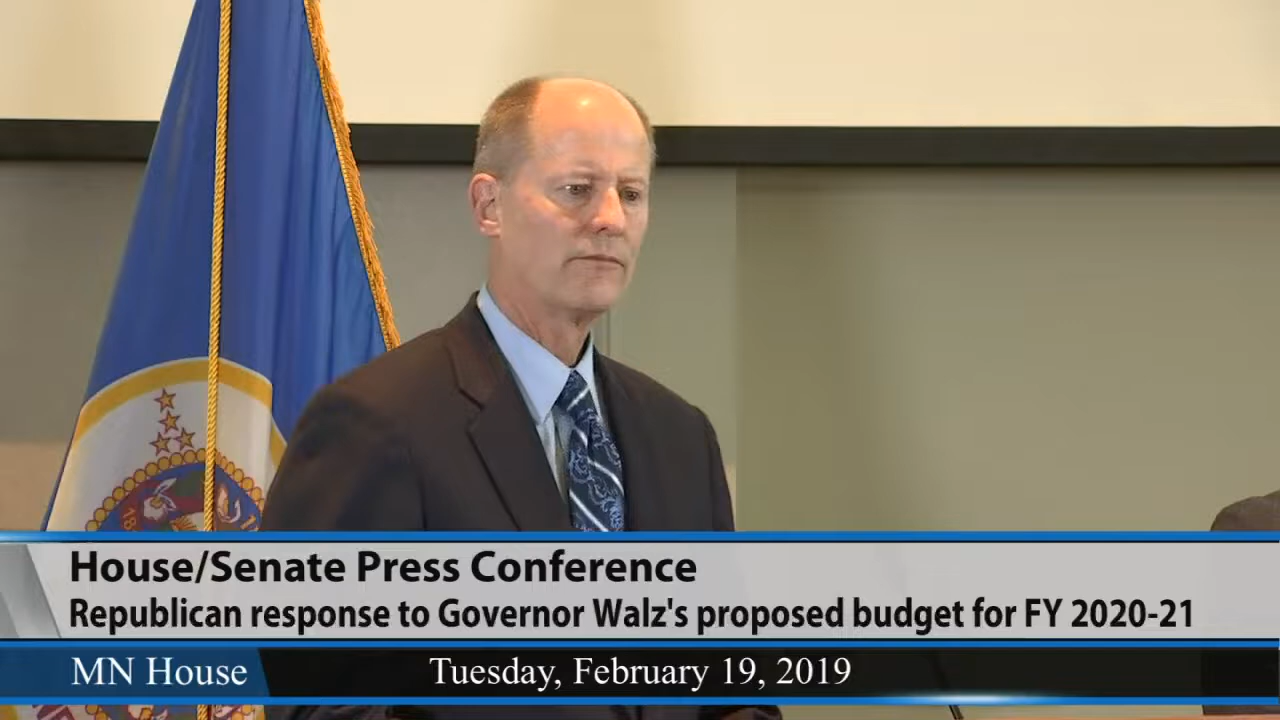 House/Senate Press Conference
Republican response to Governor Walz's proposed budget for FY 2020-21
MN House
Tuesday, February 19, 2019